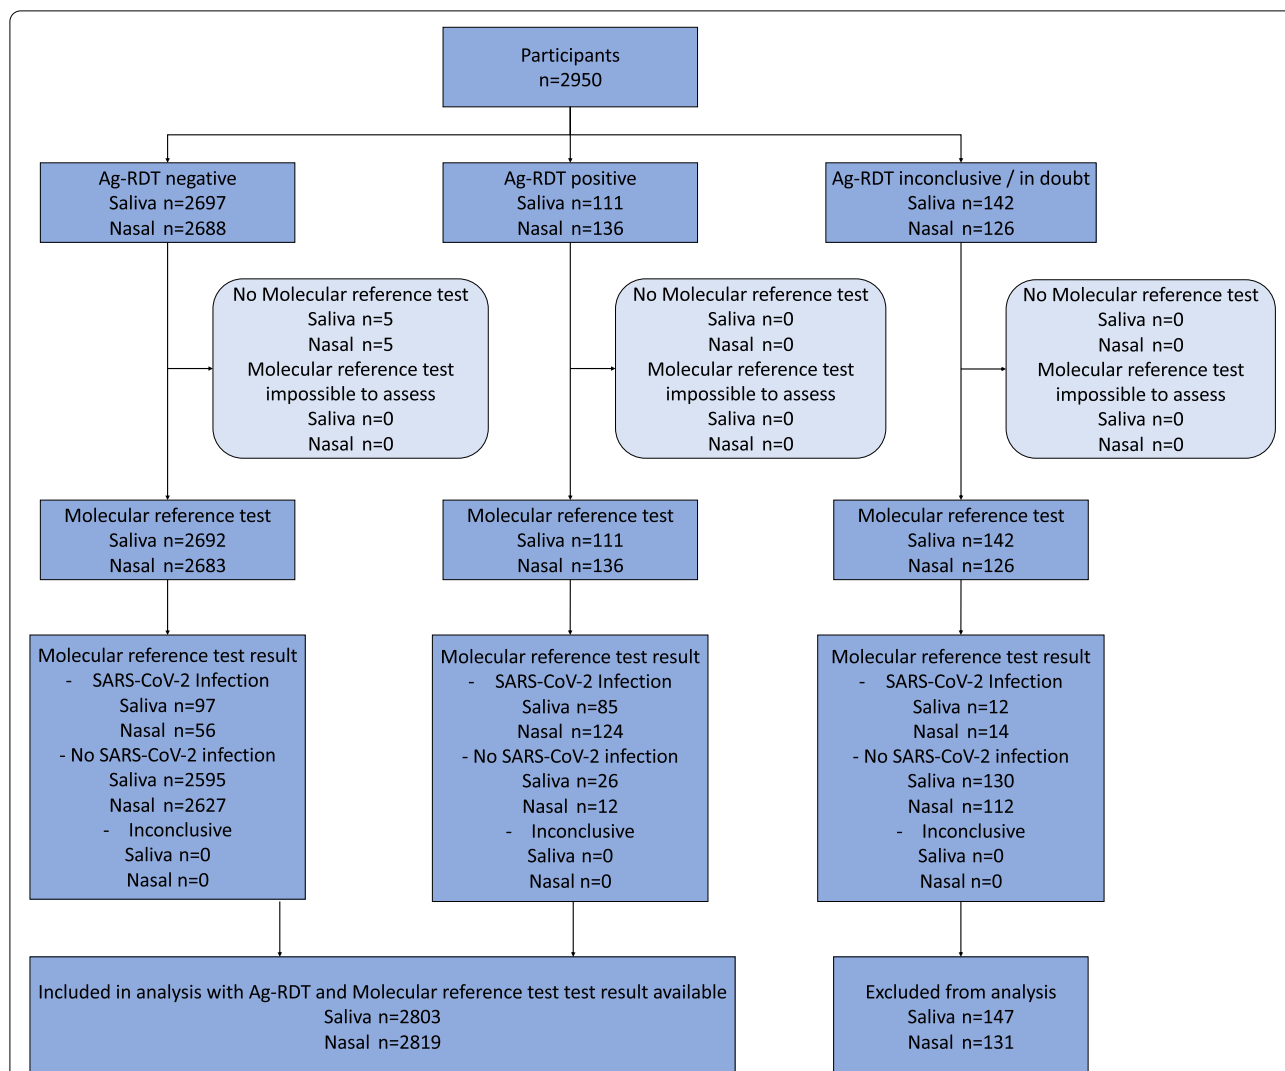 Participants
n=2950
Ag-RDT negative
Saliva n=2697
Nasal n=2688
Ag-RDT positive
Saliva n=111
Nasal n=136
Ag-RDT inconclusive / in doubt
Saliva n=142
Nasal n=126
No Molecular reference test
Saliva n=5
Nasal n=5
Molecular reference test
impossible to assess
Saliva n=0
Nasal n=0
No Molecular reference test
Saliva n=0
Nasal n=0
Molecular reference test
impossible to assess
Saliva n=0
Nasal n=0
No Molecular reference test
Saliva n=0
Nasal n=0
Molecular reference test
impossible to assess
Saliva n=0
Nasal n=0
Molecular reference test
Saliva n=2692
Nasal n=2683
Molecular reference test
Saliva n=111
Nasal n=136
Molecular reference test
Saliva n=142
Nasal n=126
Molecular reference test result
- SARS-CoV-2 Infection
Saliva n=97
Nasal n=56
- No SARS-CoV-2 infection
Saliva n=2595
Nasal n=2627
- Inconclusive
Saliva n=0
Nasal n=0
Molecular reference test result
- SARS-CoV-2 Infection
Saliva n=85
Nasal n=124
- No SARS-CoV-2 infection
Saliva n=26
Nasal n=12
- Inconclusive
Saliva n=0
Nasal n=0
Molecular reference test result
- SARS-CoV-2 Infection
Saliva n=12
Nasal n=14
- No SARS-CoV-2 infection
Saliva n=130
Nasal n=112
- Inconclusive
Saliva n=0
Nasal n=0
Included in analysis with Ag-RDT and Molecular reference test test result available
Saliva n=2803
Nasal n=2819
Excluded from analysis
Saliva n=147
Nasal n=131